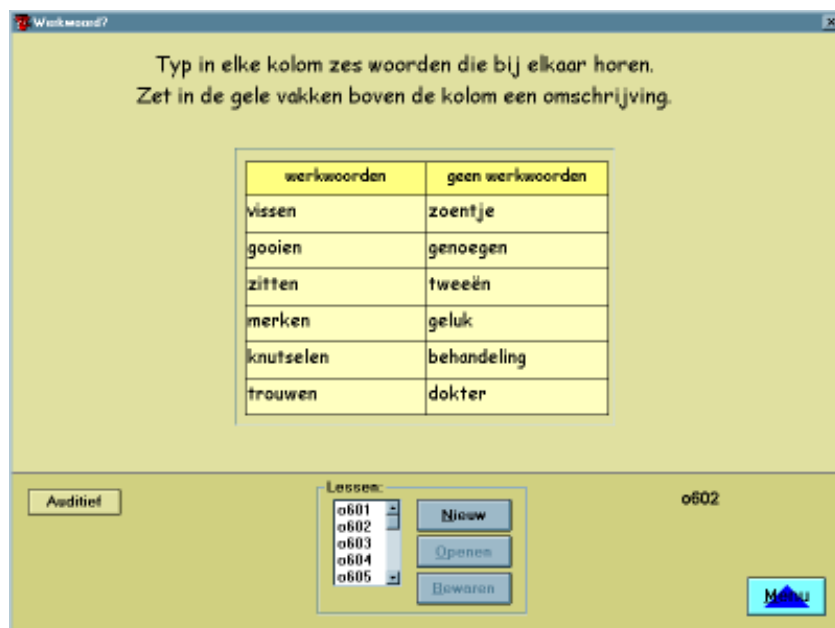 Werkwoord?
Typ in elke kolom zes woorden die bij elkaar horen.
Zet in de gele vakken boven de kolom een omschrijving.
werkwoorden geen werkwoorden
vissen zoentje
gooien genoegen
zitten tweeën
merken geluk
knutselen behandeling
trouwen dokter
Auditief
Lessen:
o601
o602
o603
o604
o605
Nieuw
Openen
Bewaren
o602
Menu